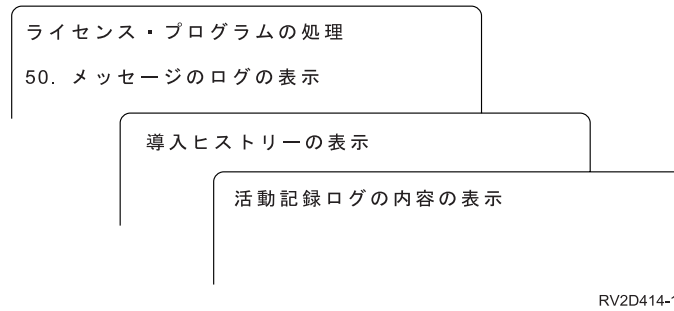 ライセンス・プログラムの処理
50. メッセージのログの表示
導入ヒストリーの表示
活動記録ログの内容の表示
RV2D414-1